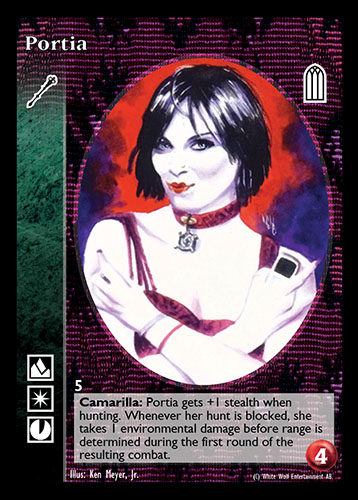 Portia
5
Camarilla: Portia gets +1 stealth when
hunting. Whenever her hunt is blocked, she
takes 1 environmental damage before range is
determined during the first round of the
resulting combat.
4
Illus: Ken Meyer, Jr.
(C) White Wolf Entertainment AB.